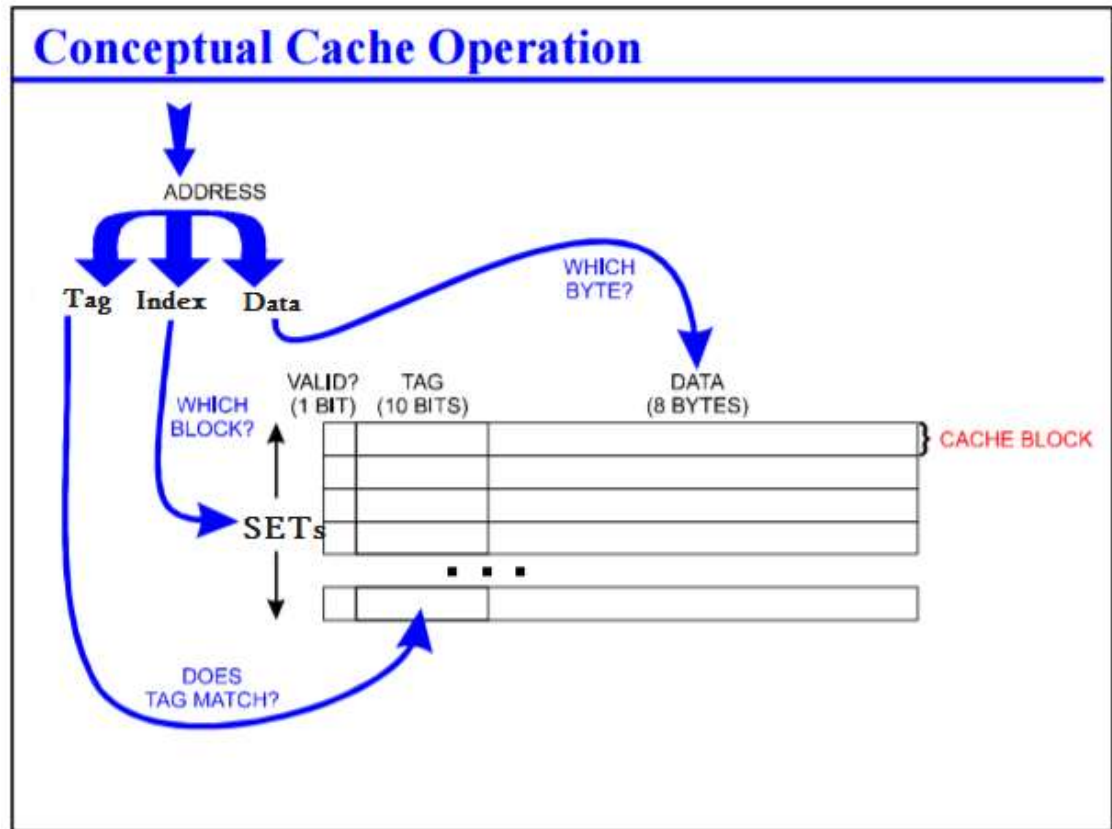 Conceptual Cache Operation
ADDRESS
Tag Index Data
WHICH
BYTE?
WHICH
BLOCK?
VALID?
(1 BIT)
TAG
(10 BITS)
DATA
(8 BYTES)
CACHE BLOCK
SETs
DOES
TAG MATCH?